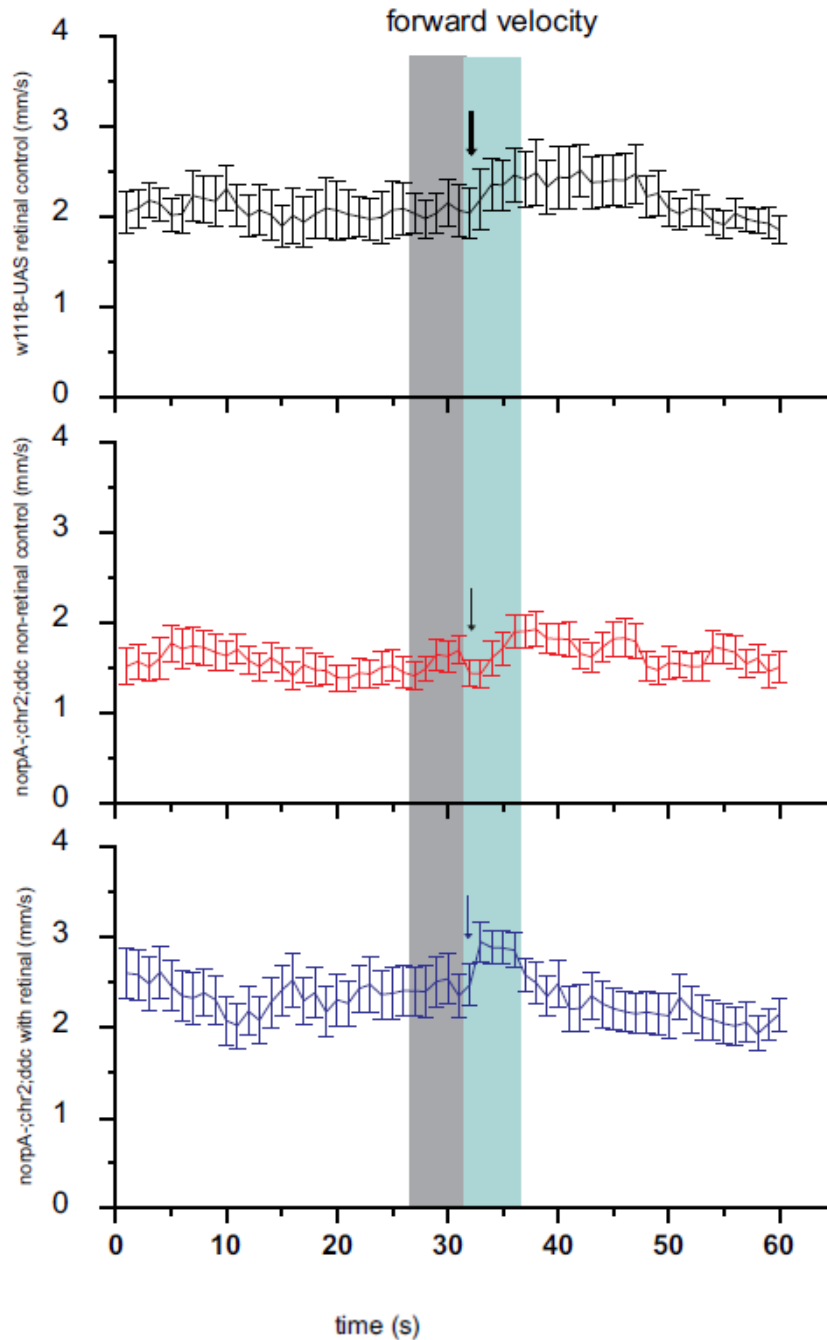 forward velocity
w1118-UAS retinal control (mm/s)
4
3
2
1
0
norpA-;chr2;ddc non-retinal control (mm/s)
4
3
2
1
0
norpA-;chr2;ddc with retinal (mm/s)
4
3
2
1
0
0 10 20 30 40 50 60
time (s)